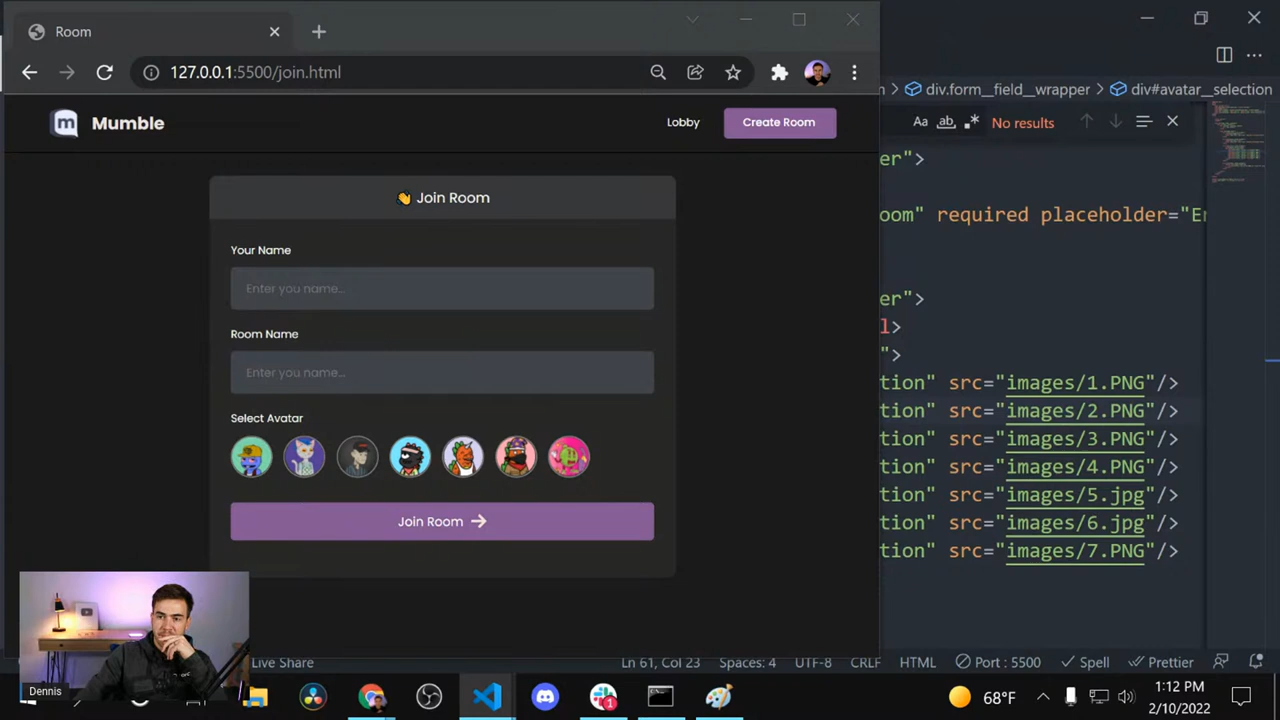 Room
127.0.0.1:5500/join.html
m Mumble
Lobby
Create Room
👋 Join Room
Your Name
Enter you name...
Room Name
Enter you name...
Select Avatar
Join Room →
div.form__field_wrapper > div#avatar__selection
Aa ab .* No results
er">
oom" required placeholder="E
er">
l>
">
tion" src="images/1.PNG"/>
tion" src="images/2.PNG"/>
tion" src="images/3.PNG"/>
tion" src="images/4.PNG"/>
tion" src="images/5.jpg"/>
tion" src="images/6.jpg"/>
tion" src="images/7.PNG"/>
Dennis
Live Share Ln 61, Col 23 Spaces: 4 UTF-8 CRLF HTML Port : 5500 Spell Prettier
1
68°F
1:12 PM
2/10/2022